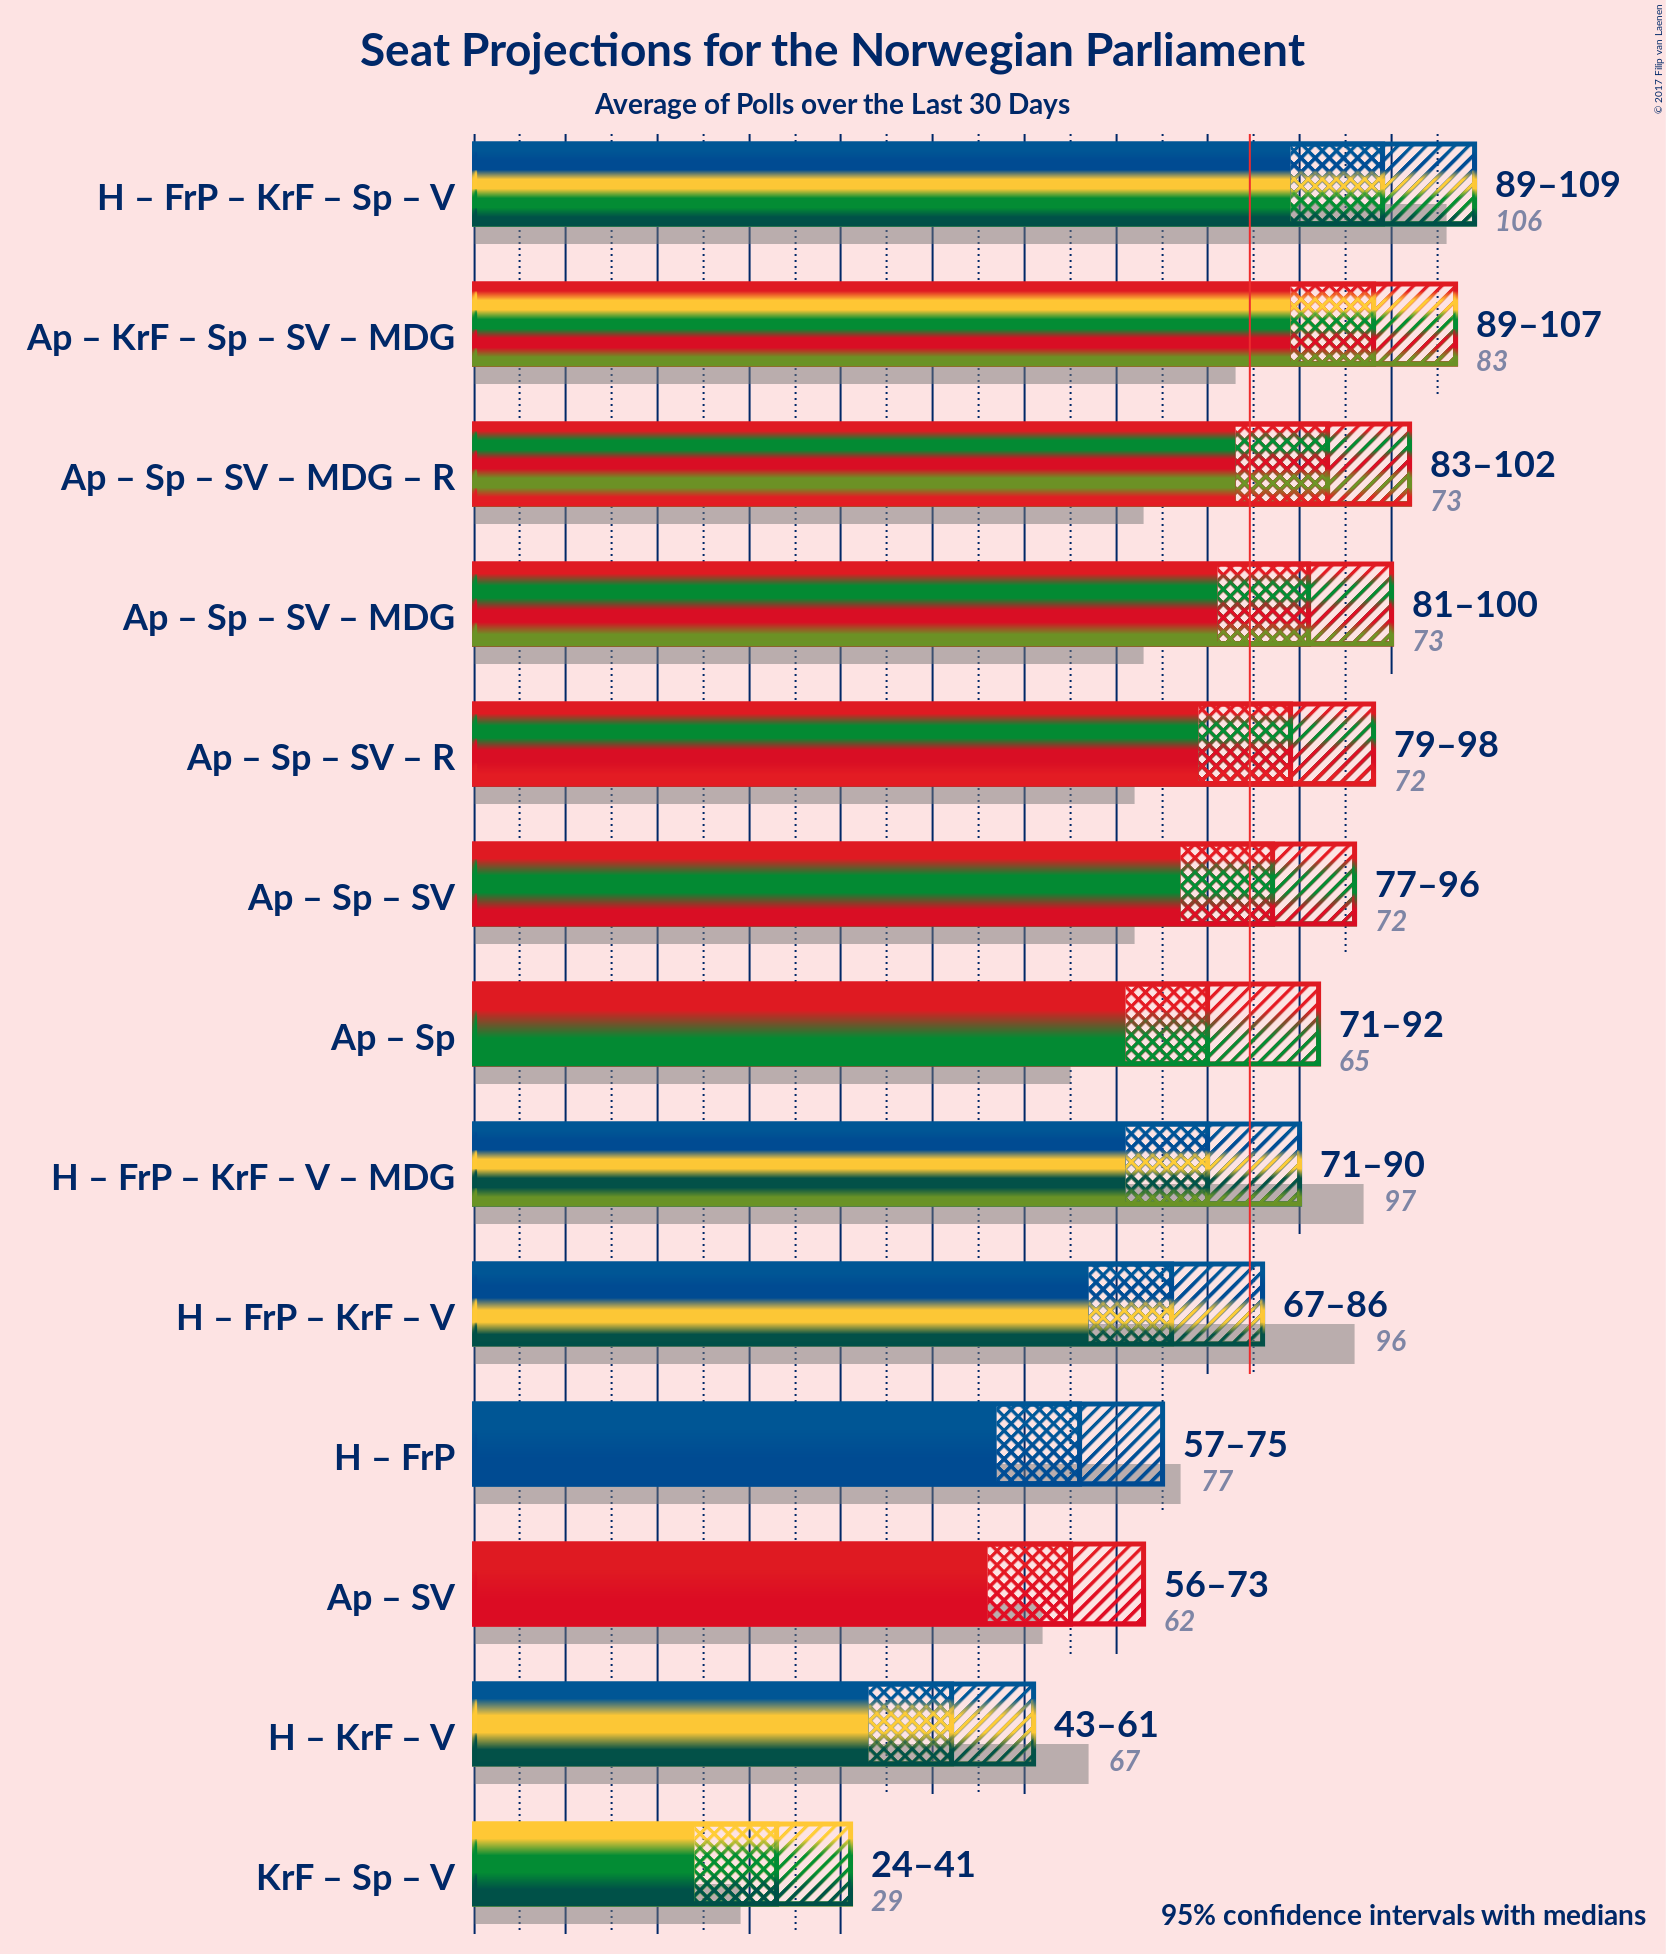 Seat Projections for the Norwegian Parliament
Average of Polls over the Last 30 Days
© 2017 Filip van Laenen
H – FrP – KrF – Sp – V
89–109
106
Ap – KrF – Sp – SV – MDG
89–107
83
Ap – Sp – SV – MDG – R
83–102
73
Ap – Sp – SV – MDG
81–100
73
Ap – Sp – SV – R
79–98
72
Ap – Sp – SV
77–96
72
Ap – Sp
71–92
65
H – FrP – KrF – V – MDG
71–90
97
H – FrP – KrF – V
67–86
96
H – FrP
57–75
77
Ap – SV
56–73
62
H – KrF – V
43–61
67
KrF – Sp – V
24–41
29
95% confidence intervals with medians